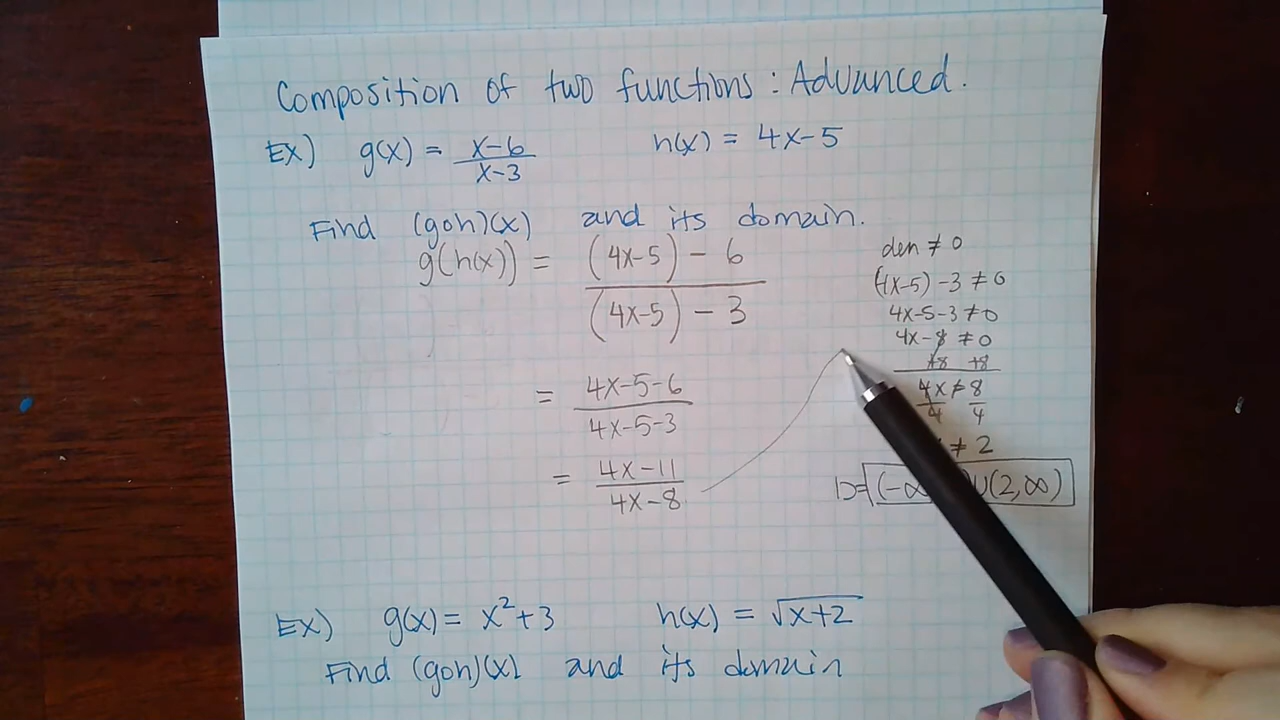 Composition of two functions : Advanced.
Ex) g(x) = x-6 / x-3 h(x) = 4x-5
Find (goh)(x) and its domain.
g(h(x)) = (4x-5) - 6 / (4x-5) - 3
= 4x-5-6 / 4x-5-3
= 4x-11 / 4x-8
den ≠ 0
(4x-5) -3 ≠ 0
4x-5-3 ≠ 0
4x-8 ≠ 0
+8 +8
4x ≠ 8
4 4
≠ 2
D= (-∞ )∪(2,∞)
Ex) g(x) = x²+3 h(x) = √x+2
Find (goh)(x) and its domain